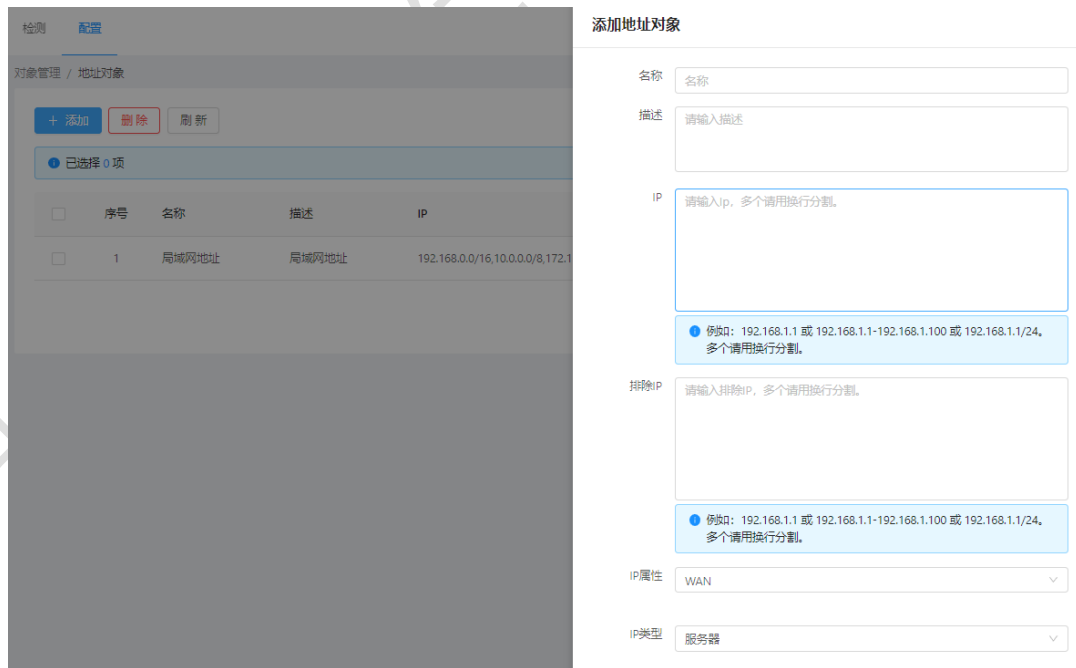 检测 配置
对象管理 / 地址对象
+ 添加 删除 刷新
已选择 0 项
序号 名称 描述 IP
1 局域网地址 局域网地址 192.168.0.0/16,10.0.0.0/8,172.1
添加地址对象
名称 名称
描述 请输入描述
IP 请输入Ip，多个请用换行分割。
例如：192.168.1.1 或 192.168.1.1-192.168.1.100 或 192.168.1.1/24。
多个请用换行分割。
排除IP 请输入排除IP，多个请用换行分割。
例如：192.168.1.1 或 192.168.1.1-192.168.1.100 或 192.168.1.1/24。
多个请用换行分割。
IP属性 WAN
IP类型 服务器